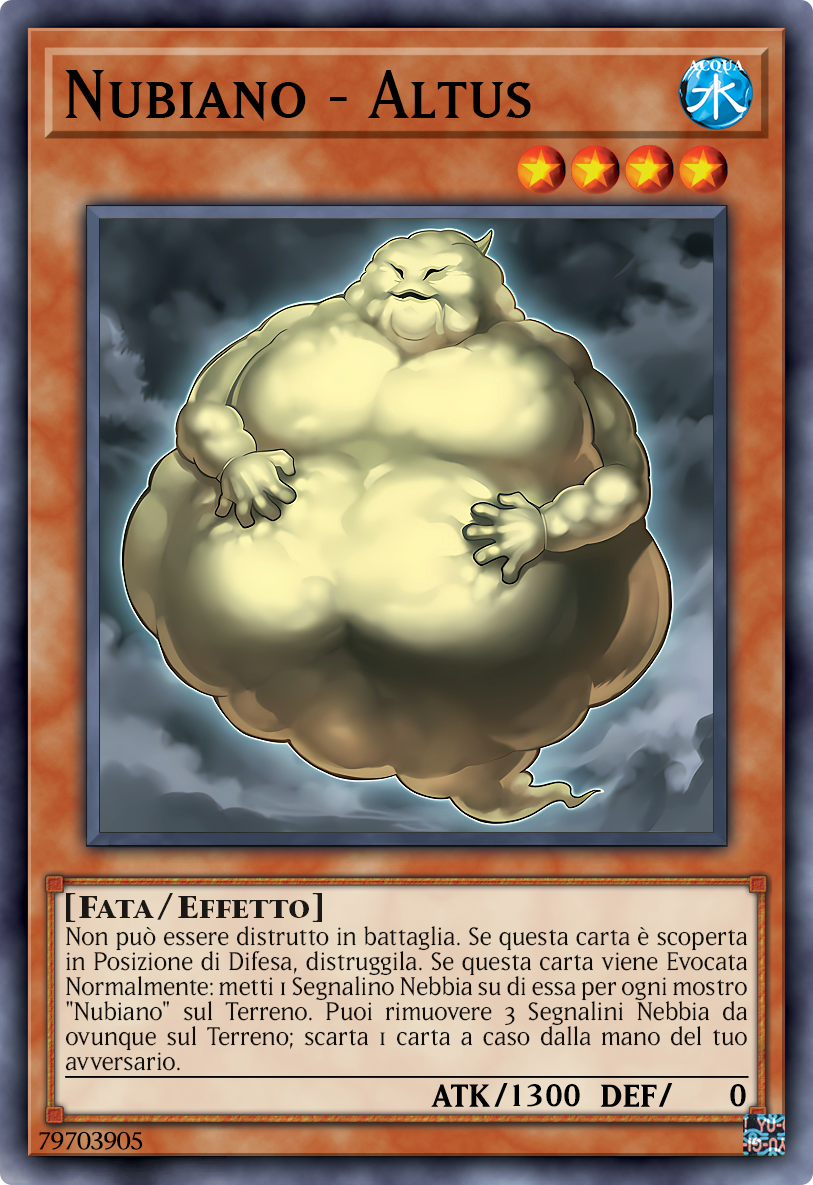 Nubiano - Altus
ACQUA
水
[Fata/Effetto]
Non può essere distrutto in battaglia. Se questa carta è scoperta
in Posizione di Difesa, distruggila. Se questa carta viene Evocata
Normalmente: metti 1 Segnalino Nebbia su di essa per ogni mostro
"Nubiano" sul Terreno. Puoi rimuovere 3 Segnalini Nebbia da
ovunque sul Terreno; scarta 1 carta a caso dalla mano del tuo
avversario.
ATK/1300 DEF/ 0
79703905